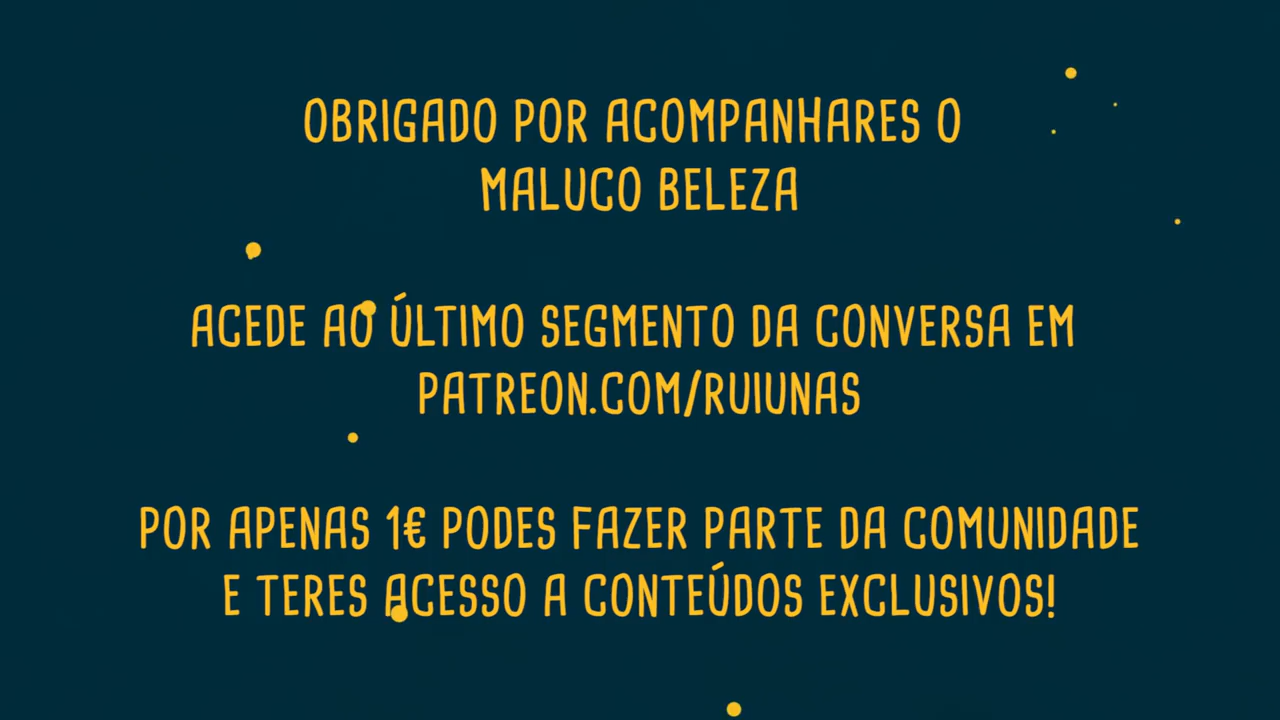 OBRIGADO POR ACOMPANHARES O
MALUCO BELEZA
ACEDE AO ÚLTIMO SEGMENTO DA CONVERSA EM
PATREON.COM/RUIUNAS
POR APENAS 1€ PODES FAZER PARTE DA COMUNIDADE
E TERES ACESSO A CONTEÚDOS EXCLUSIVOS!